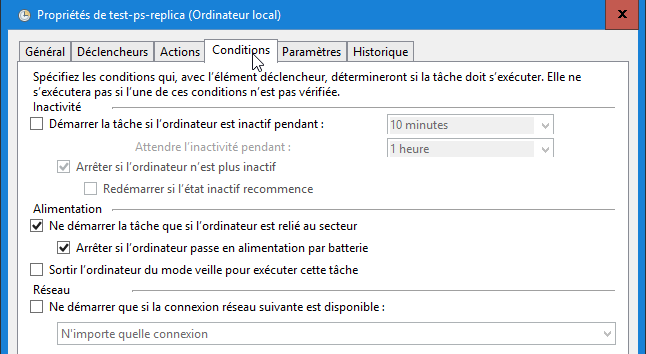 Propriétés de test-ps-replica (Ordinateur local)
x
Général Déclencheurs Actions Conditions Paramètres Historique
Spécifiez les conditions qui, avec l'élément déclencheur, détermineront si la tâche doit s'exécuter. Elle ne
s'exécutera pas si l'une de ces conditions n'est pas vérifiée.
Inactivité
Démarrer la tâche si l'ordinateur est inactif pendant : 10 minutes
Attendre l'inactivité pendant : 1 heure
Arrêter si l'ordinateur n'est plus inactif
Redémarrer si l'état inactif recommence
Alimentation
Ne démarrer la tâche que si l'ordinateur est relié au secteur
Arrêter si l'ordinateur passe en alimentation par batterie
Sortir l'ordinateur du mode veille pour exécuter cette tâche
Réseau
Ne démarrer que si la connexion réseau suivante est disponible :
N'importe quelle connexion